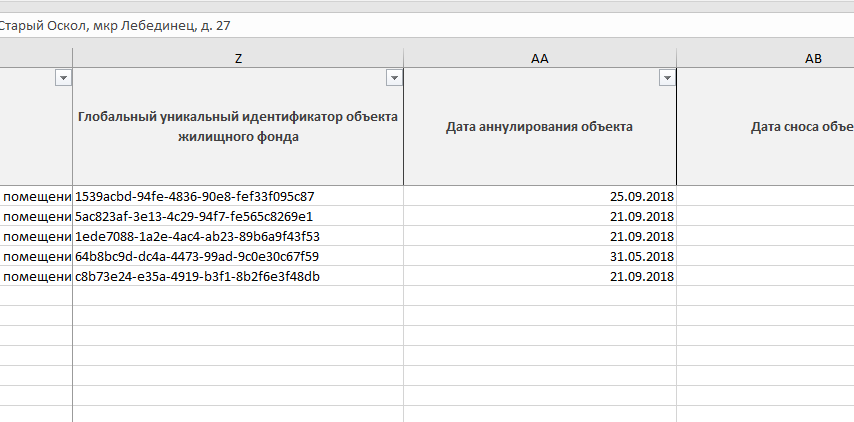 Старый Оскол, мкр Лебединец, д. 27
Z AA AB
Глобальный уникальный идентификатор объекта
жилищного фонда
Дата аннулирования объекта
Дата сноса объе
помещени 1539acbd-94fe-4836-90e8-fef33f095c87 25.09.2018
помещени 5ac823af-3e13-4c29-94f7-fe565c8269e1 21.09.2018
помещени 1ede7088-1a2e-4ac4-ab23-89b6a9f43f53 21.09.2018
помещени 64b8bc9d-dc4a-4473-99ad-9c0e30c67f59 31.05.2018
помещени c8b73e24-e35a-4919-b3f1-8b2f6e3f48db 21.09.2018